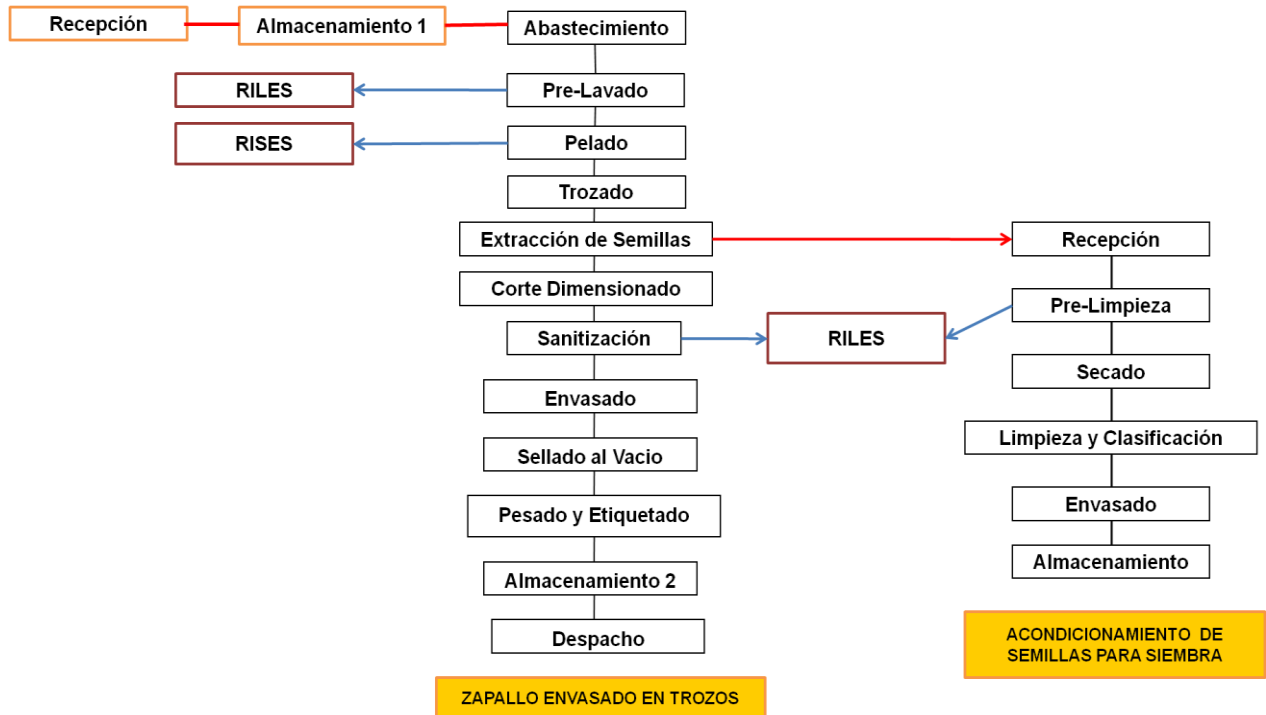 Recepción
Almacenamiento 1
Abastecimiento
RILES
Pre-Lavado
RISES
Pelado
Trozado
Extracción de Semillas
Corte Dimensionado
Sanitización
RILES
Envasado
Sellado al Vacio
Pesado y Etiquetado
Almacenamiento 2
Despacho
ZAPALLO ENVASADO EN TROZOS
Recepción
Pre-Limpieza
Secado
Limpieza y Clasificación
Envasado
Almacenamiento
ACONDICIONAMIENTO DE
SEMILLAS PARA SIEMBRA